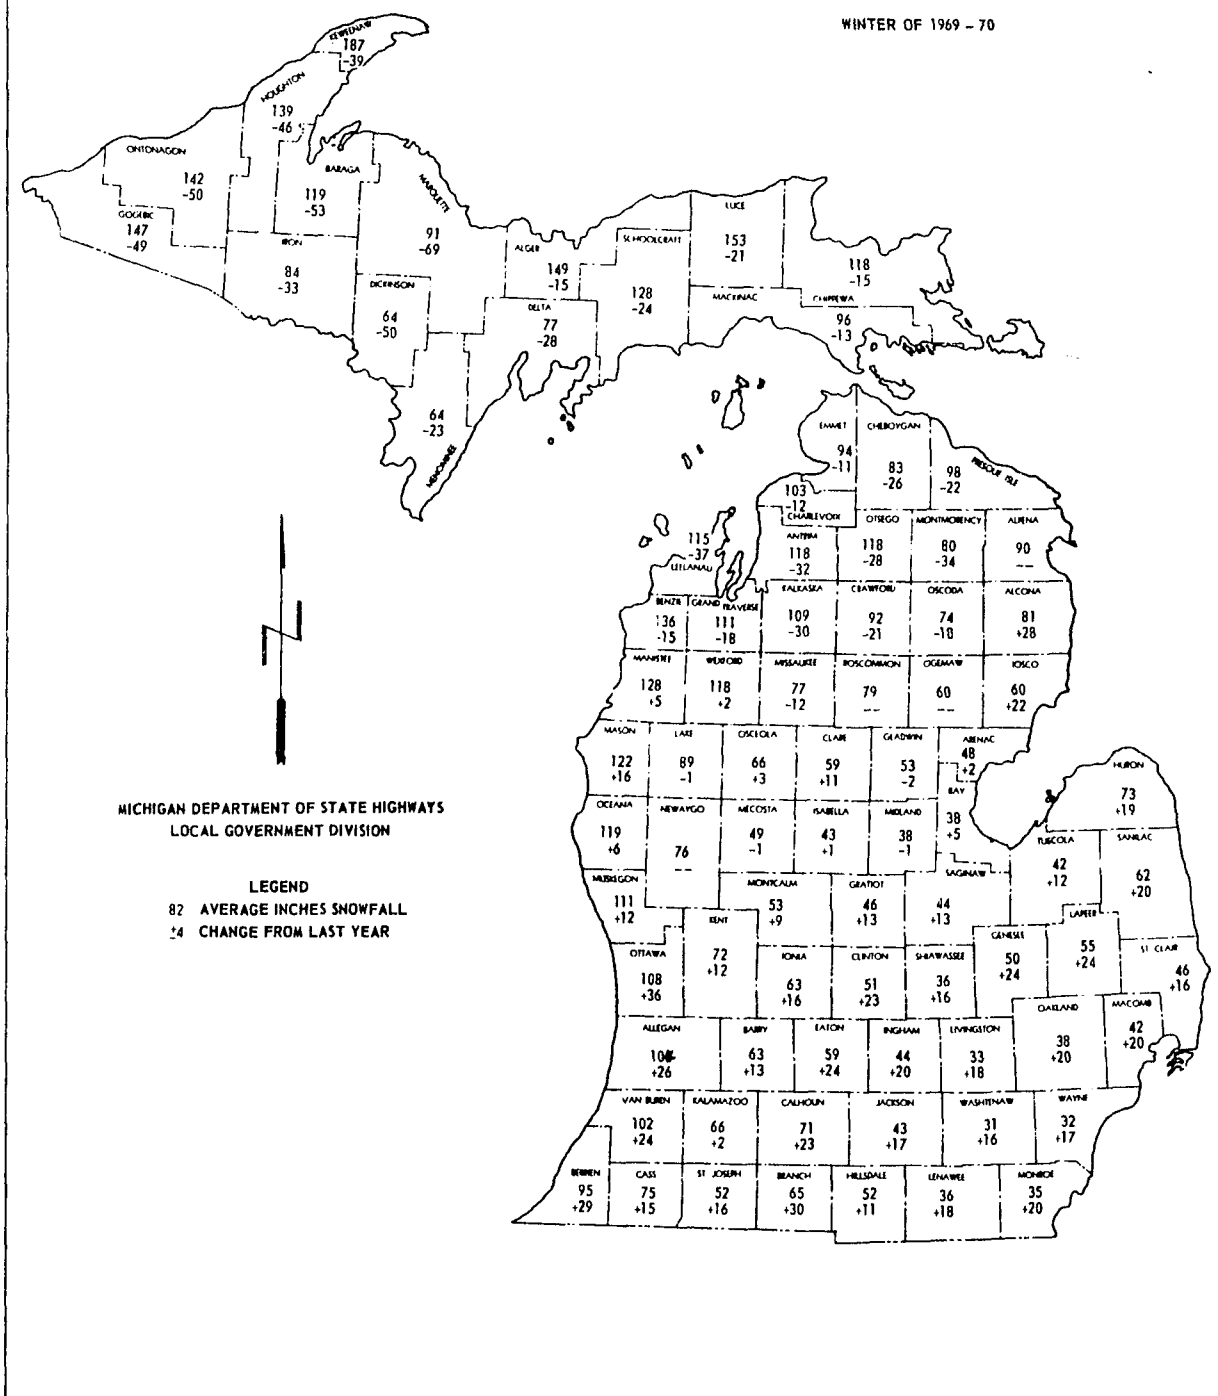 WINTER OF 1969 – 70
KEWEENAW
187
-39
HOUGHTON
139
-46
ONTONAGON
142
-50
BARAGA
119
-53
GOGEBIC
147
-49
MARQUETTE
91
-69
IRON
84
-33
DICKINSON
64
-50
ALGER
149
-15
SCHOOLCRAFT
128
-24
LUCE
153
-21
118
-15
CHIPPEWA
MACKINAC
96
-13
DELTA
77
-28
64
-23
MENOMINEE
EMMET
94
-11
CHEBOYGAN
83
-26
98
-22
PRESQUE ISLE
103
-12
CHARLEVOIX
115
-37
LEELANAU
ANTRIM
118
-32
OTSEGO
118
-28
MONTMORENCY
80
-34
ALPENA
90
--
BENZIE
136
-15
GRAND TRAVERSE
111
-18
KALKASKA
109
-30
CRAWFORD
92
-21
OSCODA
74
-18
ALCONA
81
+28
MANISTEE
128
+5
WEXFORD
118
+2
MISSAUKEE
77
-12
ROSCOMMON
79
--
OGEMAW
60
--
IOSCO
60
+22
MASON
122
+16
LAKE
89
-1
OSCEOLA
66
+3
CLARE
59
+11
GLADWIN
53
-2
ARENAC
48
+2
HURON
73
+19
OCEANA
119
+6
NEWAYGO
76
--
MECOSTA
49
-1
ISABELLA
43
+1
MIDLAND
38
-1
BAY
38
+5
TUSCOLA
42
+12
SANILAC
62
+20
MUSKEGON
111
+12
MONTCALM
53
+9
GRATIOT
46
+13
SAGINAW
44
+13
KENT
72
+12
OTTAWA
108
+36
IONIA
63
+16
CLINTON
51
+23
SHIAWASSEE
36
+16
GENESEE
50
+24
LAPEER
55
+24
ST CLAIR
46
+16
ALLEGAN
+26
BARRY
63
+13
EATON
59
+24
INGHAM
44
+20
LIVINGSTON
33
+18
OAKLAND
38
+20
MACOMB
42
+20
VAN BUREN
102
+24
KALAMAZOO
66
+2
CALHOUN
71
+23
JACKSON
43
+17
WASHTENAW
31
+16
WAYNE
32
+17
BERRIEN
95
+29
CASS
75
+15
ST JOSEPH
52
+16
BRANCH
65
+30
HILLSDALE
52
+11
LENAWEE
36
+18
MONROE
35
+20
MICHIGAN DEPARTMENT OF STATE HIGHWAYS
LOCAL GOVERNMENT DIVISION
LEGEND
82 AVERAGE INCHES SNOWFALL
±4 CHANGE FROM LAST YEAR